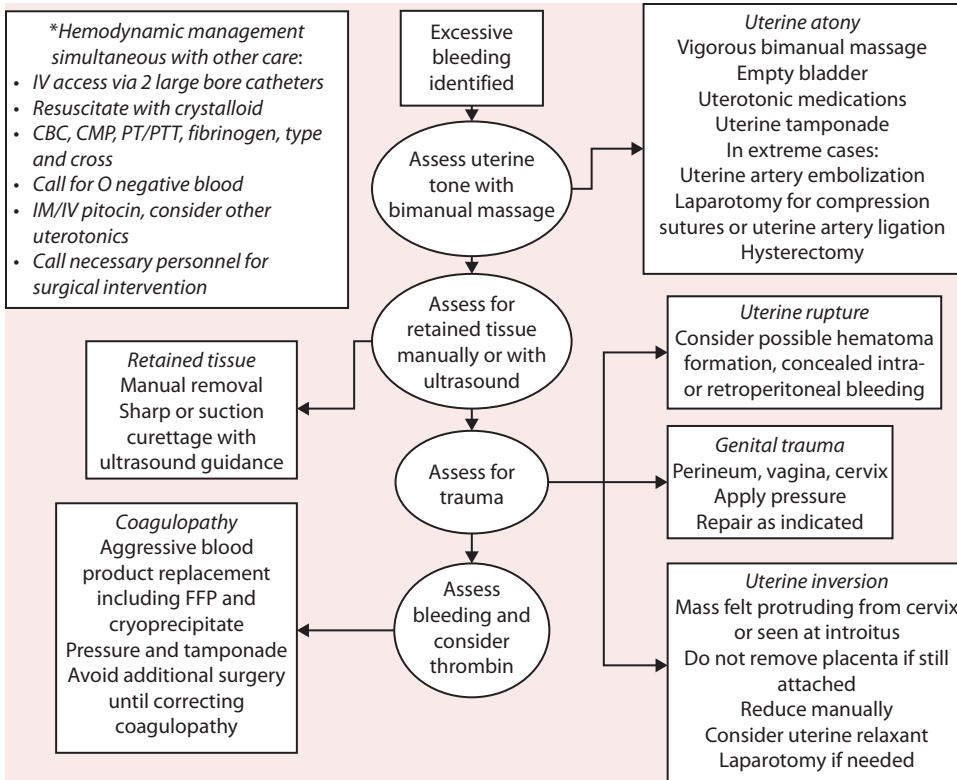 *Hemodynamic management
simultaneous with other care:
• IV access via 2 large bore catheters
• Resuscitate with crystalloid
• CBC, CMP, PT/PTT, fibrinogen, type
and cross
• Call for O negative blood
• IM/IV pitocin, consider other
uterotonics
• Call necessary personnel for
surgical intervention
Excessive
bleeding
identified
Assess uterine
tone with
bimanual massage
Uterine atony
Vigorous bimanual massage
Empty bladder
Uterotonic medications
Uterine tamponade
In extreme cases:
Uterine artery embolization
Laparotomy for compression
sutures or uterine artery ligation
Hysterectomy
Assess for
retained tissue
manually or with
ultrasound
Retained tissue
Manual removal
Sharp or suction
curettage with
ultrasound guidance
Assess for
trauma
Uterine rupture
Consider possible hematoma
formation, concealed intra-
or retroperitoneal bleeding
Genital trauma
Perineum, vagina, cervix
Apply pressure
Repair as indicated
Uterine inversion
Mass felt protruding from cervix
or seen at introitus
Do not remove placenta if still
attached
Reduce manually
Consider uterine relaxant
Laparotomy if needed
Assess
bleeding and
consider
thrombin
Coagulopathy
Aggressive blood
product replacement
including FFP and
cryoprecipitate
Pressure and tamponade
Avoid additional surgery
until correcting
coagulopathy